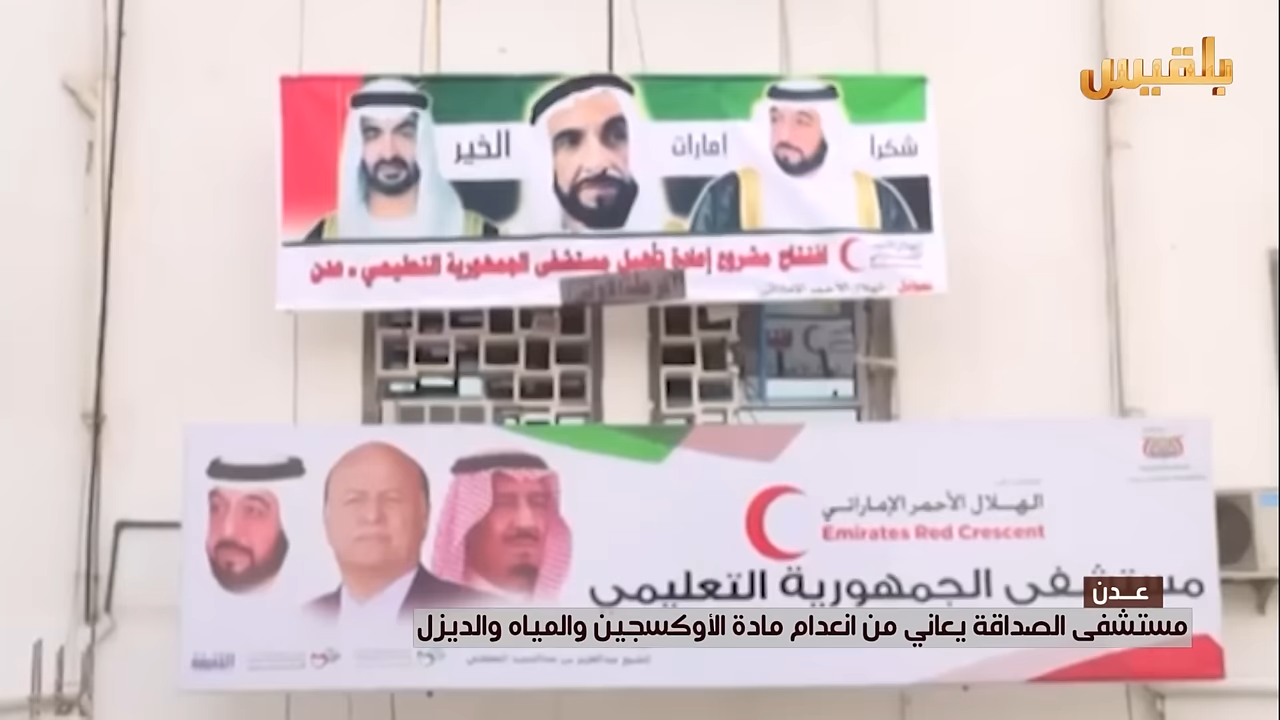 بلقيس
شكرا امارات الخير
افتتاح مشروع إعادة تأهيل مستشفى الجمهورية التعليمي - عدن
الهلال الأحمر الإماراتي
Emirates Red Crescent
مستشفى الجمهورية التعليمي
عدن
مستشفى الصداقة يعاني من انعدام مادة الأوكسجين والمياه والديزل